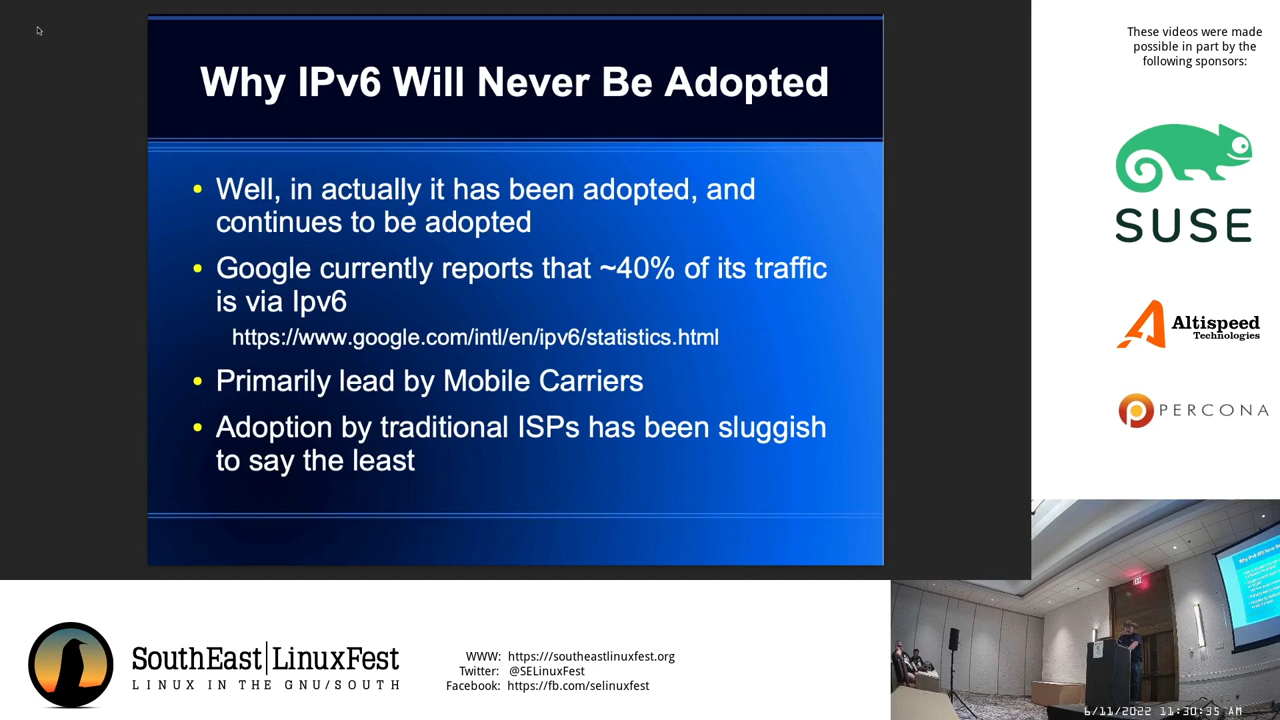 Why IPv6 Will Never Be Adopted
• Well, in actually it has been adopted, and
continues to be adopted
• Google currently reports that ~40% of its traffic
is via Ipv6
https://www.google.com/intl/en/ipv6/statistics.html
• Primarily lead by Mobile Carriers
• Adoption by traditional ISPs has been sluggish
to say the least
These videos were made
possible in part by the
following sponsors:
SUSE
Altispeed
Technologies
PERCONA
SouthEast LinuxFest
LINUX IN THE GNU/SOUTH
WWW: https:///southeastlinuxfest.org
Twitter: @SELinuxFest
Facebook: https://fb.com/selinuxfest
6/11/2022 11:30:35 AM